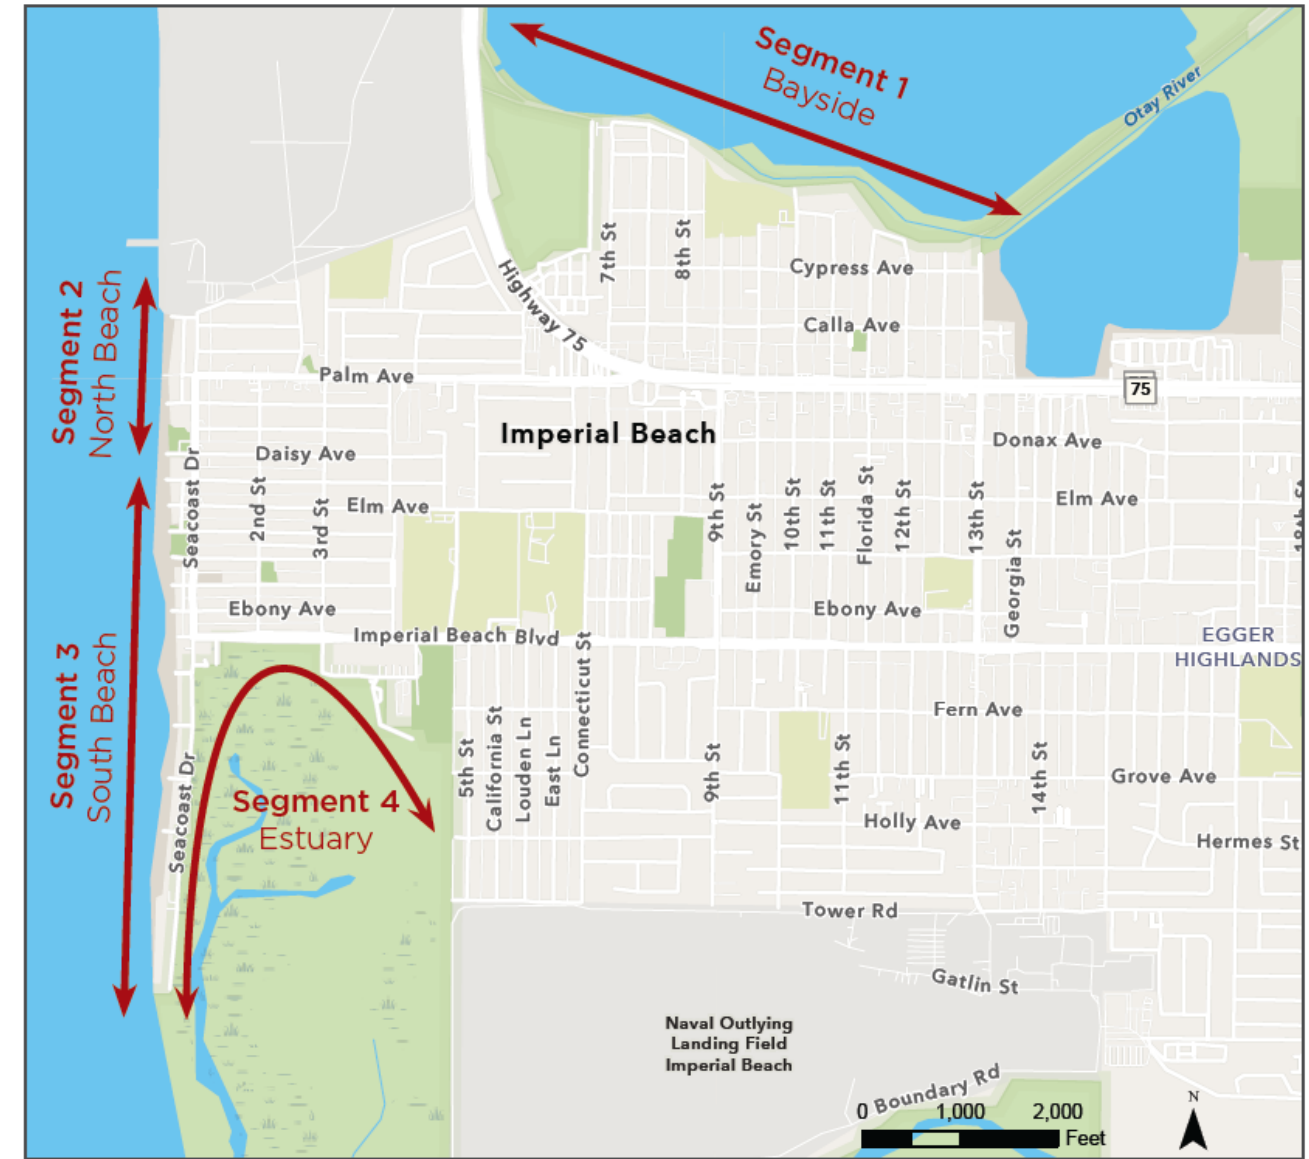 Segment 1
Bayside
Otay River
7th St
8th St
Cypress Ave
Highway 75
Calla Ave
Segment 2
North Beach
Palm Ave
75
Imperial Beach
Donax Ave
Daisy Ave
Seacoast Dr
2nd St
3rd St
Elm Ave
9th St
Emory St
10th St
11th St
Florida St
12th St
13th St
Georgia St
Elm Ave
Ebony Ave
Ebony Ave
Imperial Beach Blvd
EGGER
HIGHLANDS
Segment 3
South Beach
Connecticut St
Fern Ave
Seacoast Dr
Segment 4
Estuary
5th St
California St
Louden Ln
East Ln
9th St
11th St
14th St
Grove Ave
Holly Ave
Hermes St
Tower Rd
Gatlin St
Naval Outlying
Landing Field
Imperial Beach
Boundary Rd
N
0 1,000 2,000
Feet